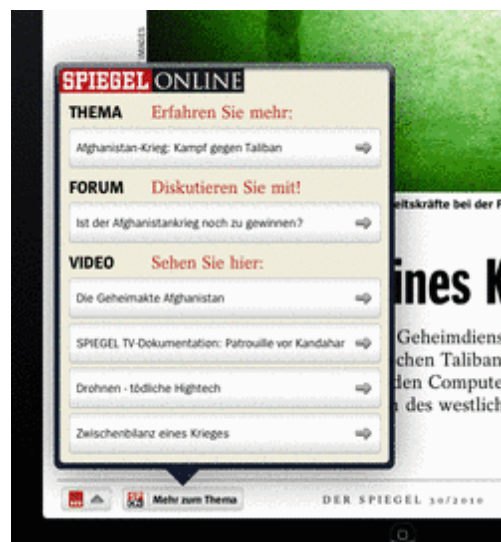 IMAGES
SPIEGEL ONLINE
THEMA Erfahren Sie mehr:
Afghanistan-Krieg: Kampf gegen Taliban
FORUM Diskutieren Sie mit!
Ist der Afghanistankrieg noch zu gewinnen?
VIDEO Sehen Sie hier:
Die Geheimakte Afghanistan
SPIEGEL TV-Dokumentation: Patrouille vor Kandahar
Drohnen - tödliche Hightech
Zwischenbilanz eines Krieges
eitskräfte bei der F
ines K
Geheimdiens
chen Taliban
den Compute
des westlich
Mehr zum Thema
DER SPIEGEL 30/2010